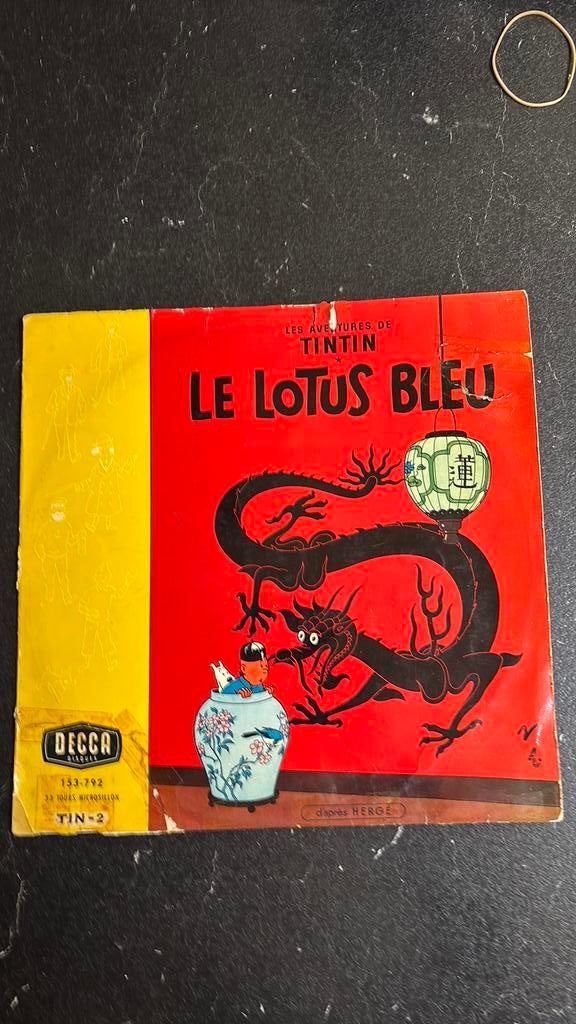 LES AVENTURES DE
TINTIN
LE LOTUS BLEU
蓮
DECCA
DISQUES
153-792
33 TOURS MICROSILLON
TIN-2
d'après HERGÉ